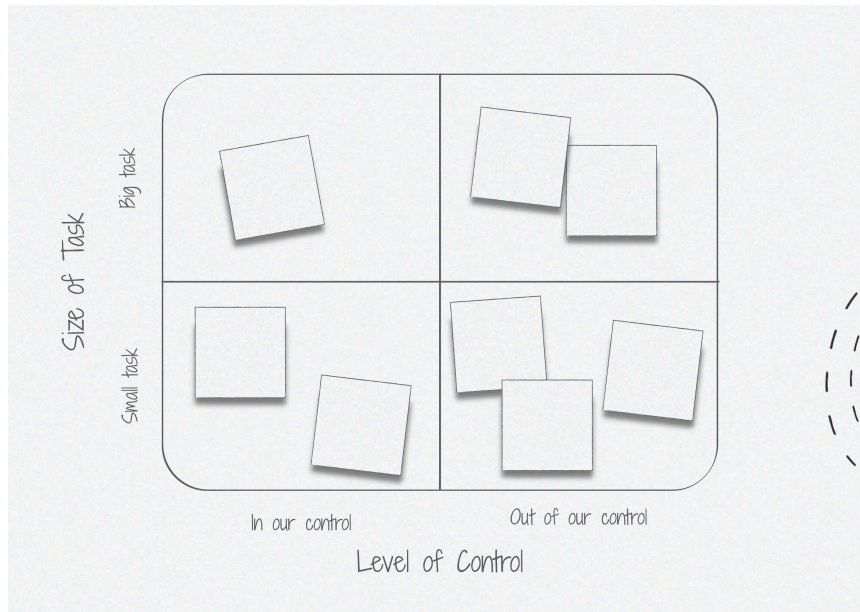 Size of Task
Big task
Small task
In our control
Out of our control
Level of Control